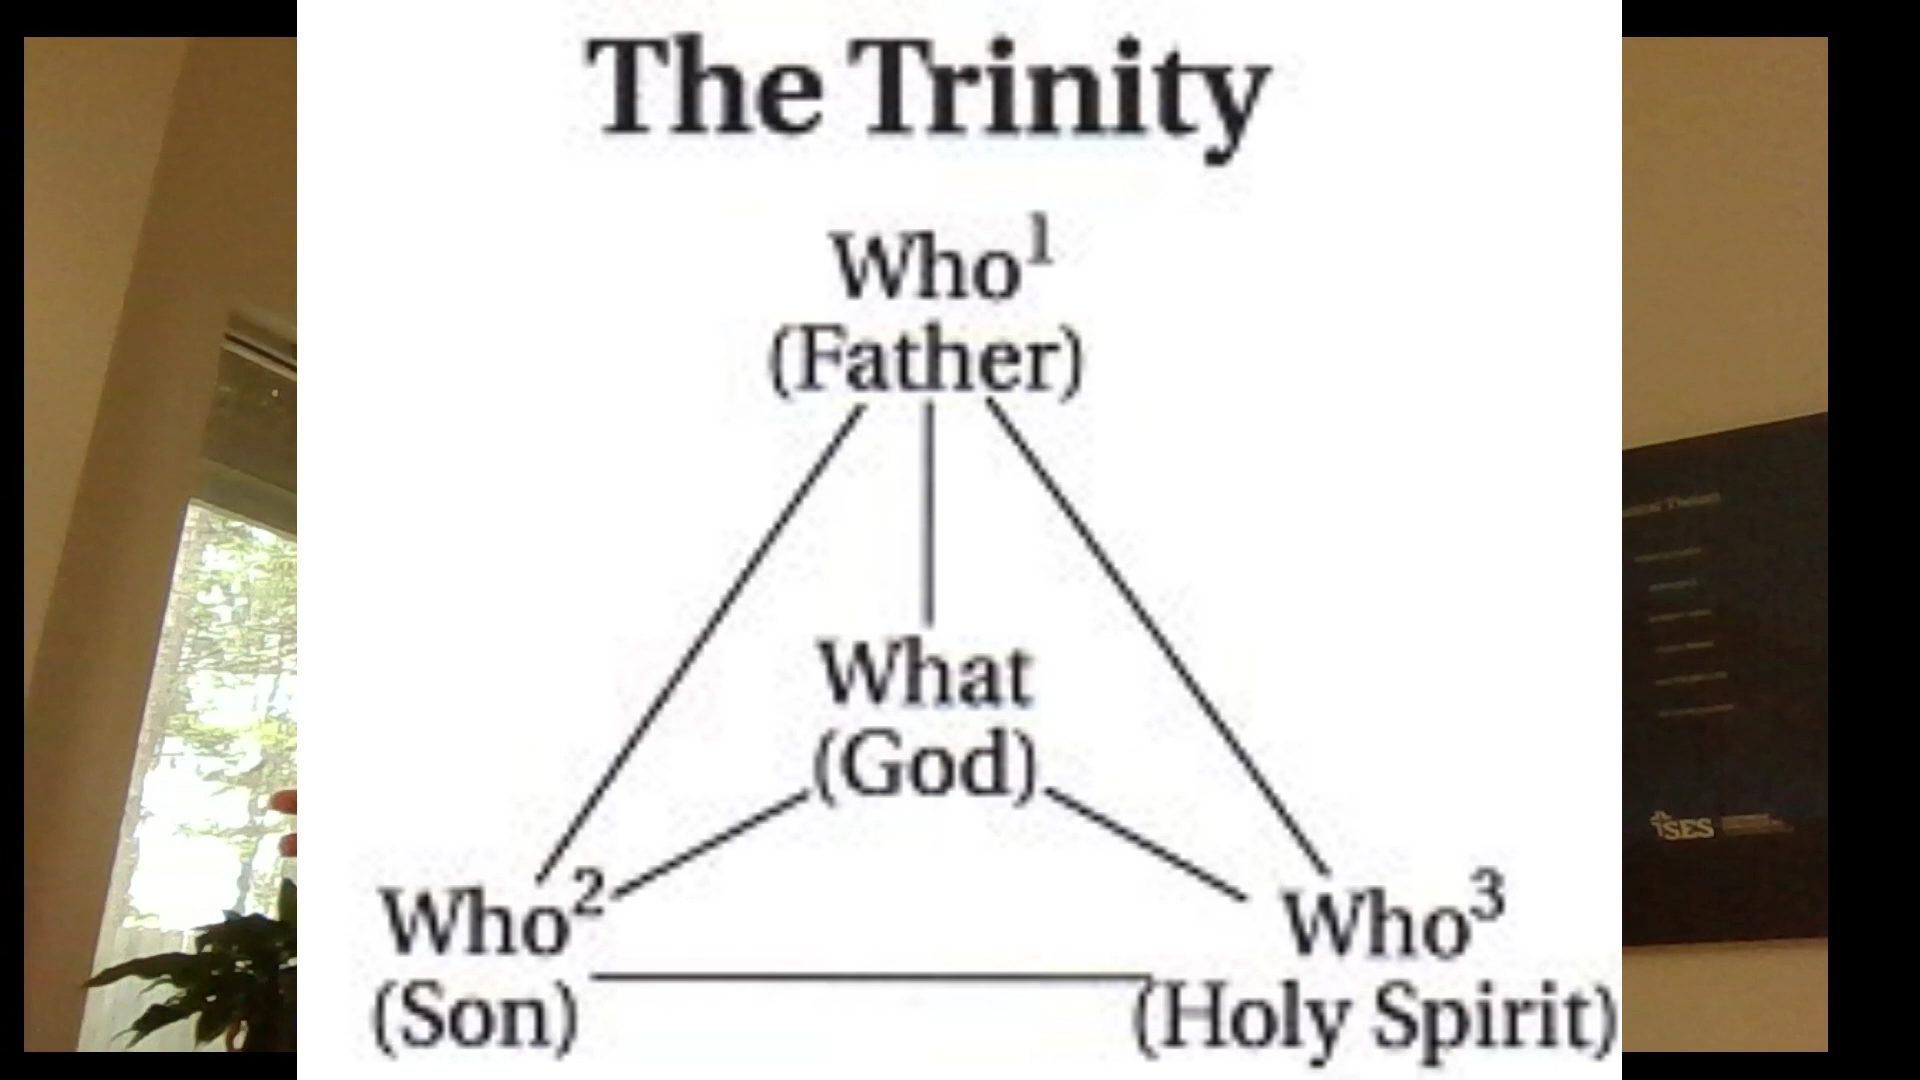 The Trinity
Who¹
(Father)
What
(God)
Who²
(Son)
Who³
(Holy Spirit)
SES